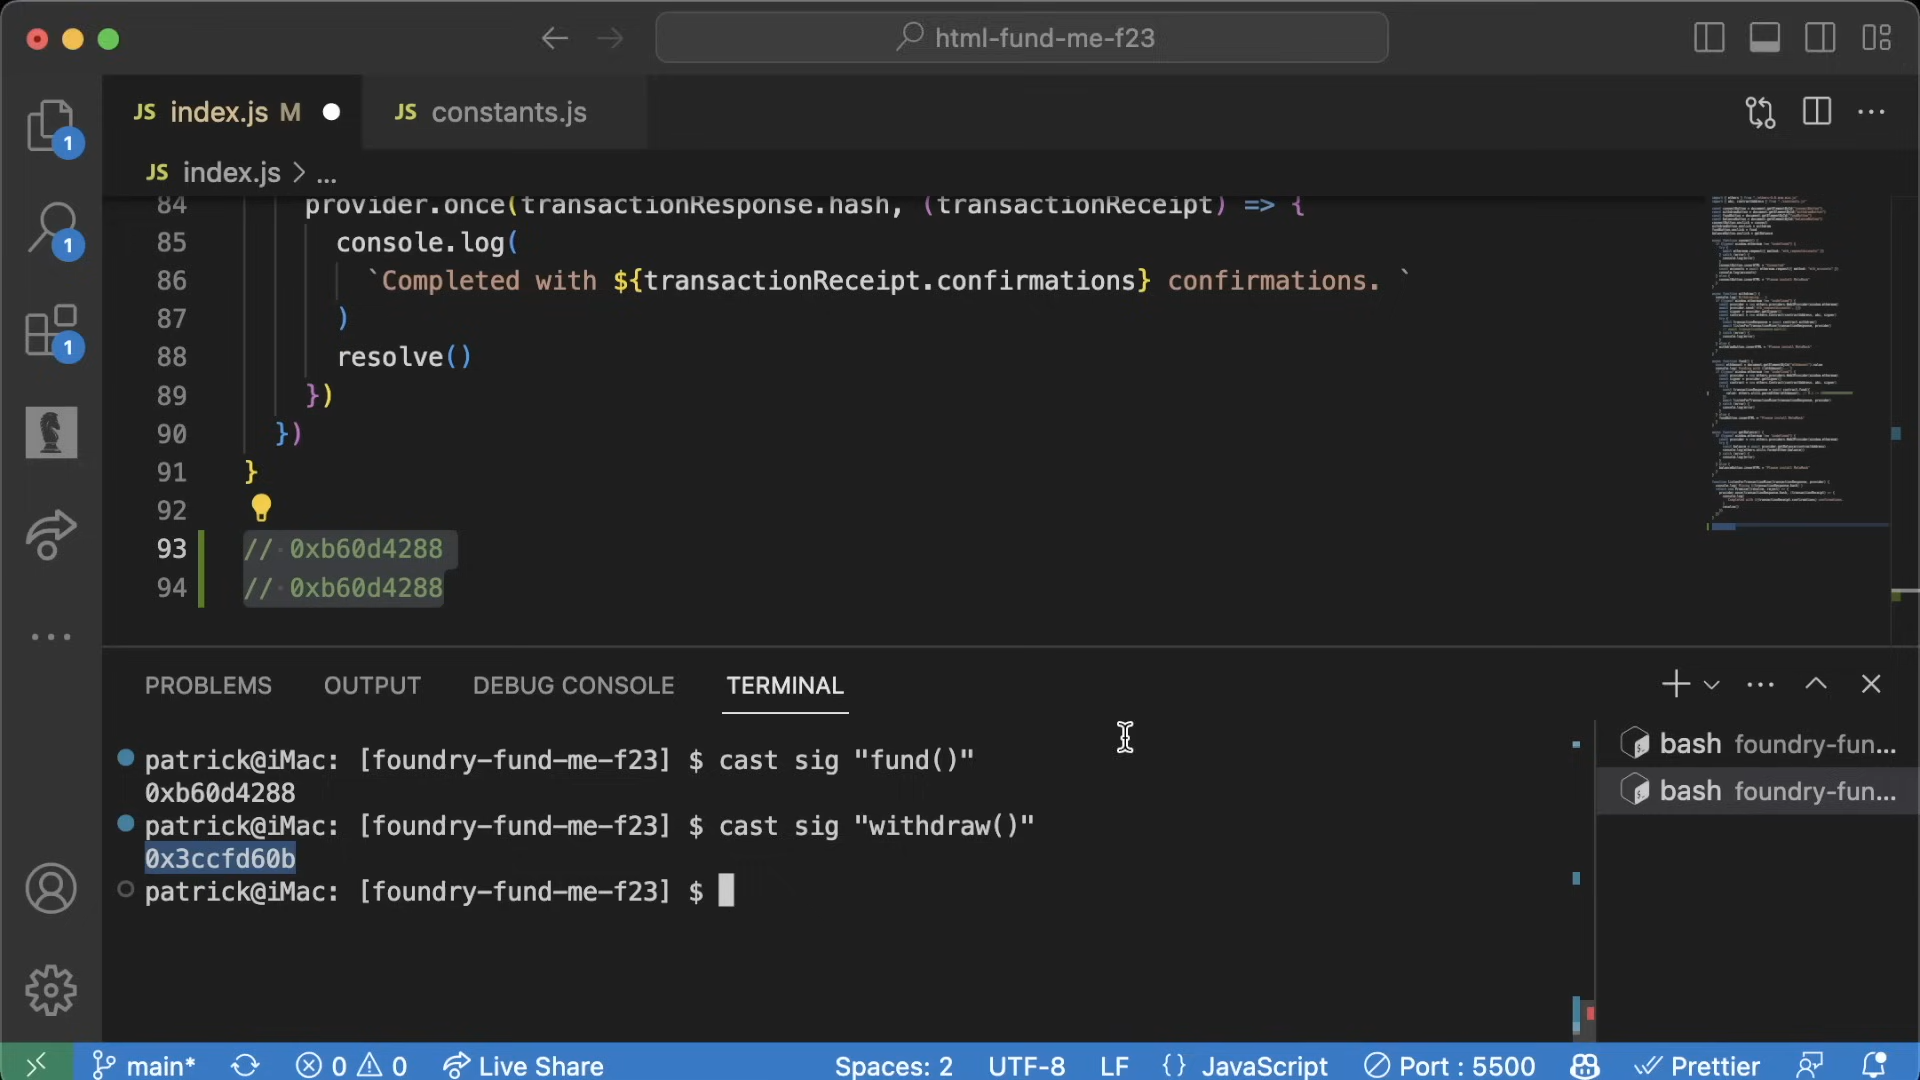 html-fund-me-f23
JS index.js M
JS constants.js
JS index.js > ...
84 provider.once(transactionResponse.hash, (transactionReceipt) => {
85 console.log(
86 `Completed with ${transactionReceipt.confirmations} confirmations. `
87 )
88 resolve()
89 })
90 })
91 }
92
93 // 0xb60d4288
94 // 0xb60d4288
1
1
1
PROBLEMS OUTPUT DEBUG CONSOLE TERMINAL
patrick@iMac: [foundry-fund-me-f23] $ cast sig "fund()"
0xb60d4288
patrick@iMac: [foundry-fund-me-f23] $ cast sig "withdraw()"
0x3ccfd60b
patrick@iMac: [foundry-fund-me-f23] $
bash foundry-fun...
bash foundry-fun...
main* 0 0 Live Share Spaces: 2 UTF-8 LF {} JavaScript Port : 5500 Prettier